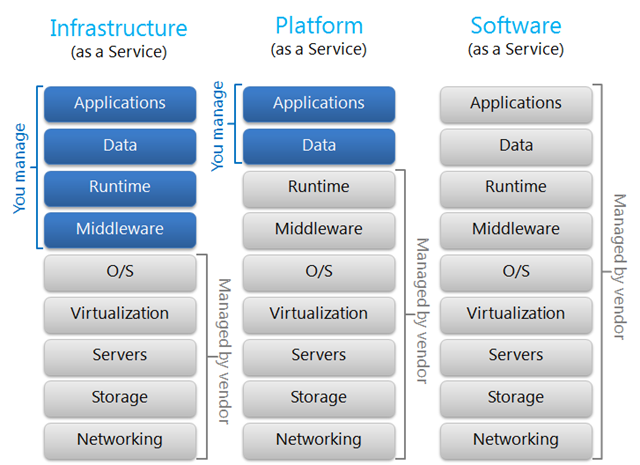 Infrastructure
(as a Service)
You manage
Applications
Data
Runtime
Middleware
O/S
Virtualization
Servers
Storage
Networking
Managed by vendor
Platform
(as a Service)
You manage
Applications
Data
Runtime
Middleware
O/S
Virtualization
Servers
Storage
Networking
Managed by vendor
Software
(as a Service)
Applications
Data
Runtime
Middleware
O/S
Virtualization
Servers
Storage
Networking
Managed by vendor